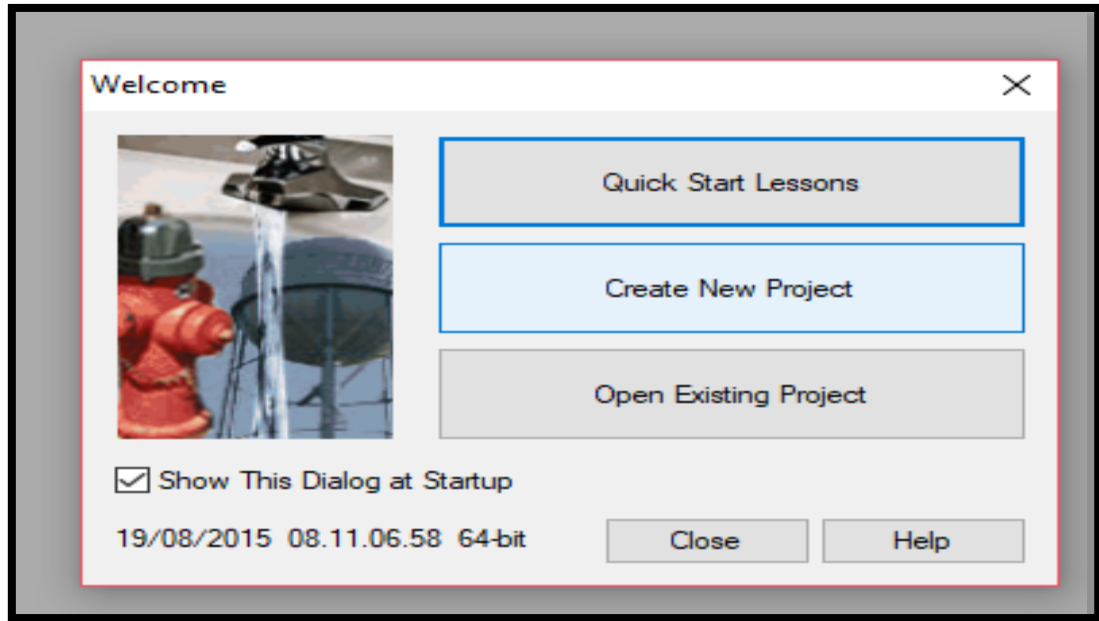 Welcome
Quick Start Lessons
Create New Project
Open Existing Project
Show This Dialog at Startup
19/08/2015 08.11.06.58 64-bit
Close
Help